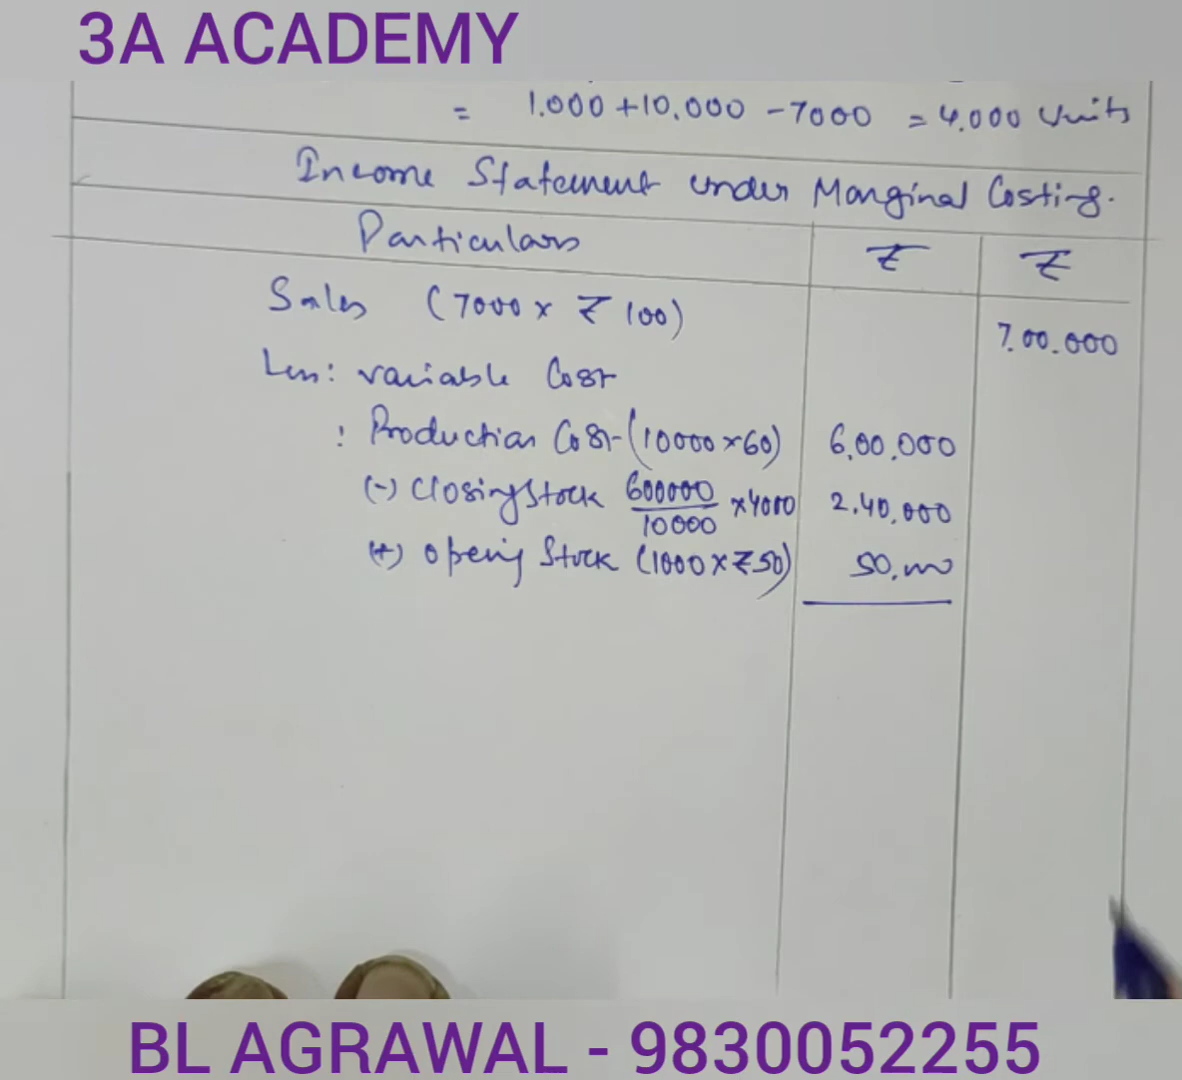 3A ACADEMY
= 1.000 + 10.000 - 7000 = 4.000 Units
Income Statement under Marginal Costing.
Particulars ₹ ₹
Sales (7000 x ₹ 100) 7.00.000
Less: variable Cost
: Production Cost (10000 x 60) 6,00,000
(-) Closing Stock 600000/10000 x 4000 2.40,000
(+) Opening Stock (1000 x ₹50) 50,000
BL AGRAWAL - 9830052255